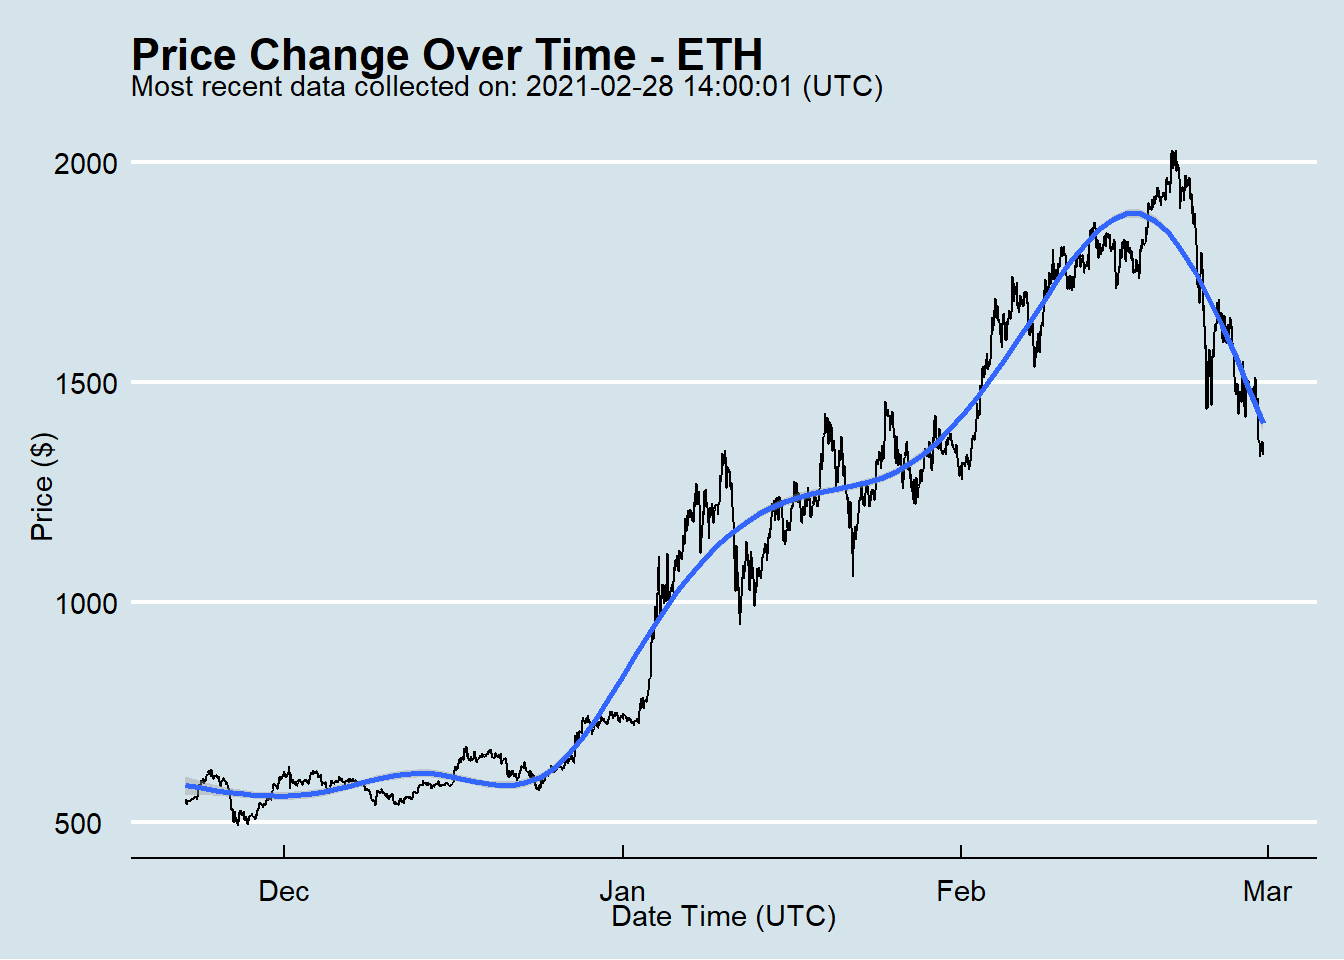 Price Change Over Time - ETH
Most recent data collected on: 2021-02-28 14:00:01 (UTC)
2000
1500
1000
500
Price ($)
Dec Jan Feb Mar
Date Time (UTC)